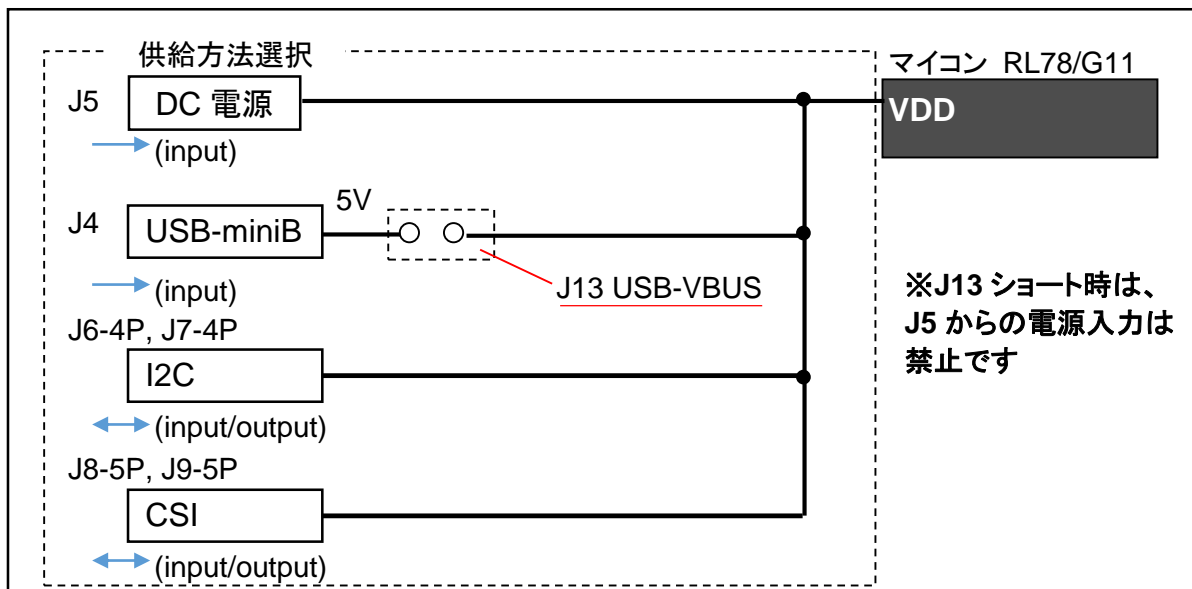 供給方法選択
マイコン RL78/G11
J5
DC 電源
VDD
(input)
J4
USB-miniB
5V
(input)
J13 USB-VBUS
※J13 ショート時は、
J5 からの電源入力は
禁止です
J6-4P, J7-4P
I2C
(input/output)
J8-5P, J9-5P
CSI
(input/output)